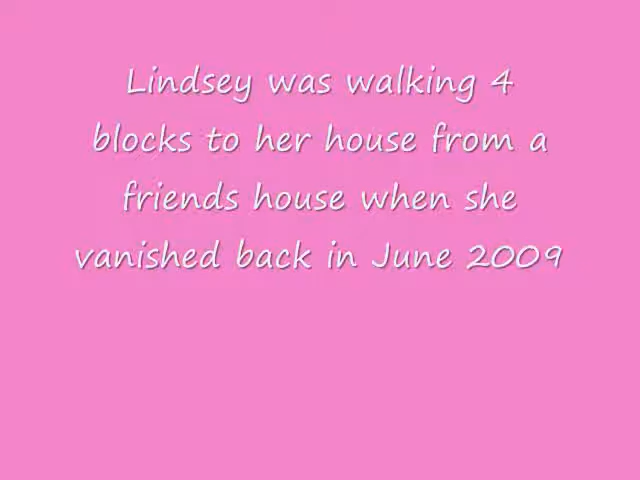 Lindsey was walking 4
blocks to her house from a
friends house when she
vanished back in June 2009